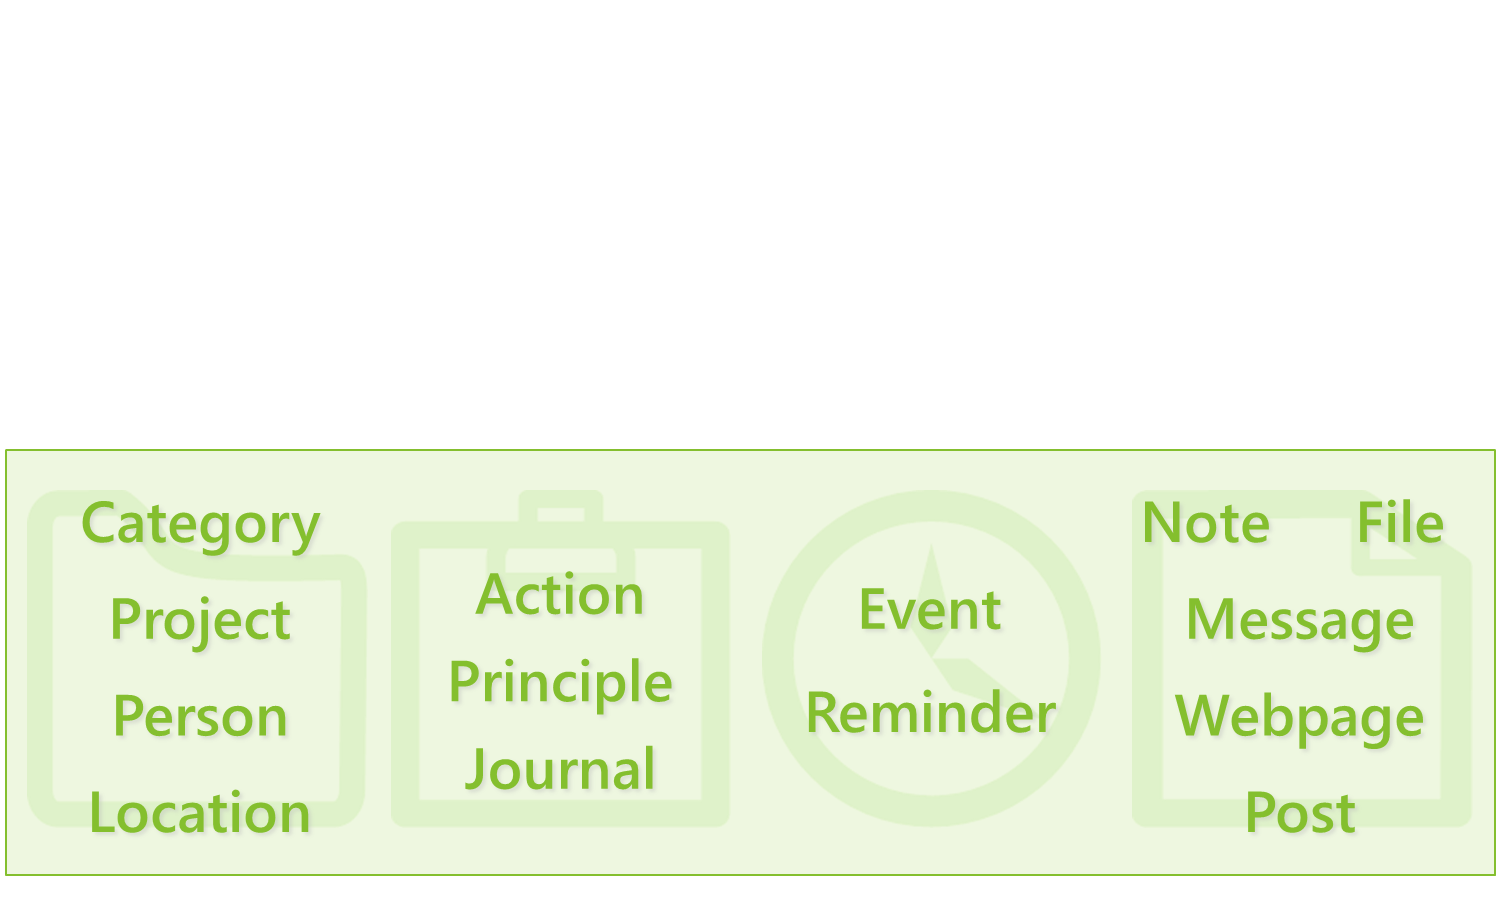 Category
Project
Person
Location
Action
Principle
Journal
Event
Reminder
Note File
Message
Webpage
Post